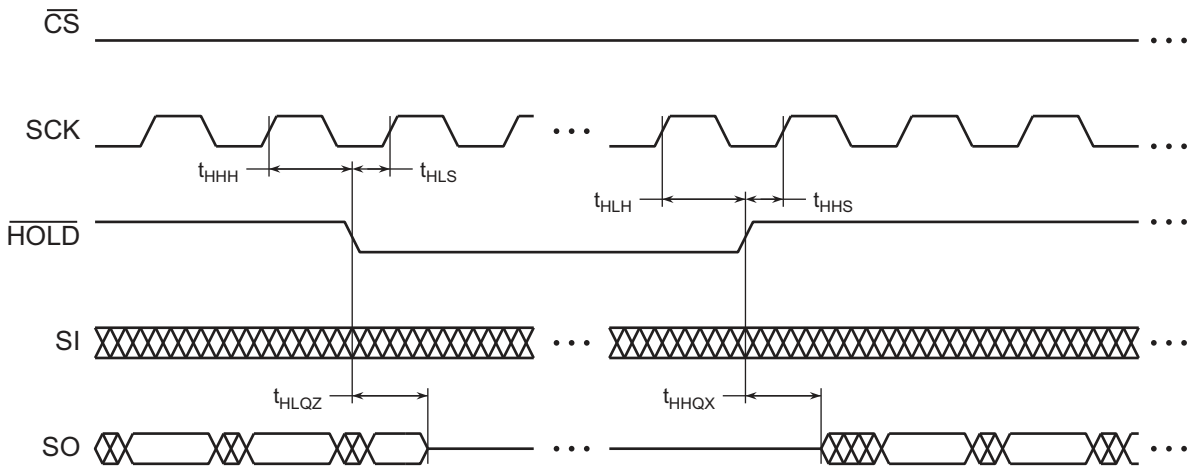 CS
SCK
tHHH
tHLS
tHLH
tHHS
HOLD
SI
tHLQZ
tHHQX
SO